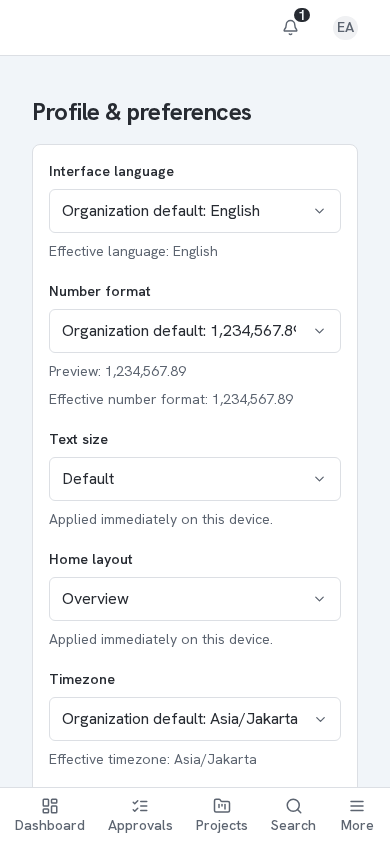 1
EA
Profile & preferences
Interface language
Organization default: English
Effective language: English
Number format
Organization default: 1,234,567.8
Preview: 1,234,567.89
Effective number format: 1,234,567.89
Text size
Default
Applied immediately on this device.
Home layout
Overview
Applied immediately on this device.
Timezone
Organization default: Asia/Jakarta
Effective timezone: Asia/Jakarta
Dashboard
Approvals
Projects
Search
More